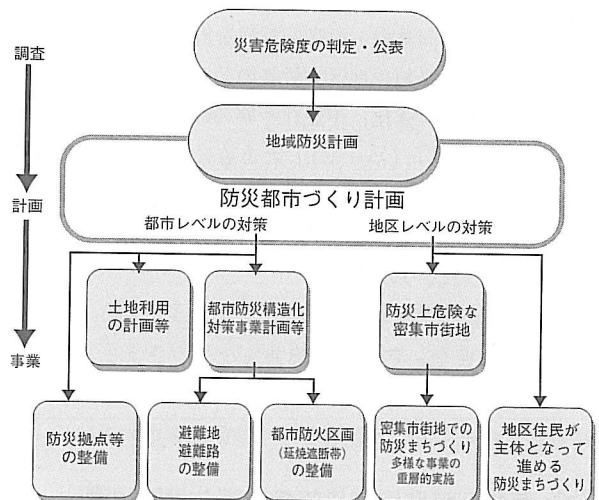 調査
災害危険度の判定・公表
地域防災計画
計画
防災都市づくり計画
都市レベルの対策
地区レベルの対策
土地利用
の計画等
都市防災構造化
対策事業計画等
防災上危険な
密集市街地
事業
防災拠点等
の整備
避難地
避難路
の整備
都市防火区画
(延焼遮断帯)
の整備
密集市街地での
防災まちづくり
多様な事業の
重層的実施
地区住民が
主体となって
進める
防災まちづくり